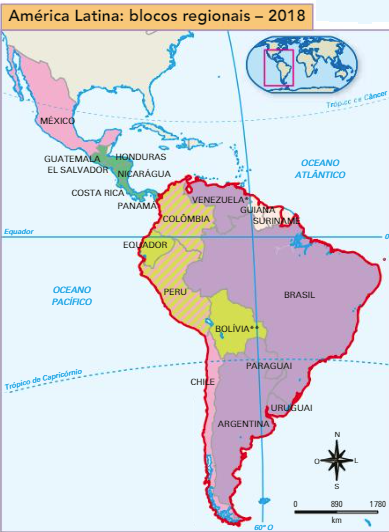 América Latina: blocos regionais – 2018
Trópico de Câncer
MÉXICO
OCEANO
ATLÂNTICO
GUATEMALA
HONDURAS
EL SALVADOR
NICARÁGUA
COSTA RICA
PANAMÁ
VENEZUELA*
GUIANA
SURINAME
COLÔMBIA
Equador
0
EQUADOR
OCEANO
PACÍFICO
PERU
BRASIL
BOLÍVIA**
Trópico de Capricórnio
PARAGUAI
CHILE
URUGUAI
ARGENTINA
N
O
L
S
0 890 1780
km
60° O